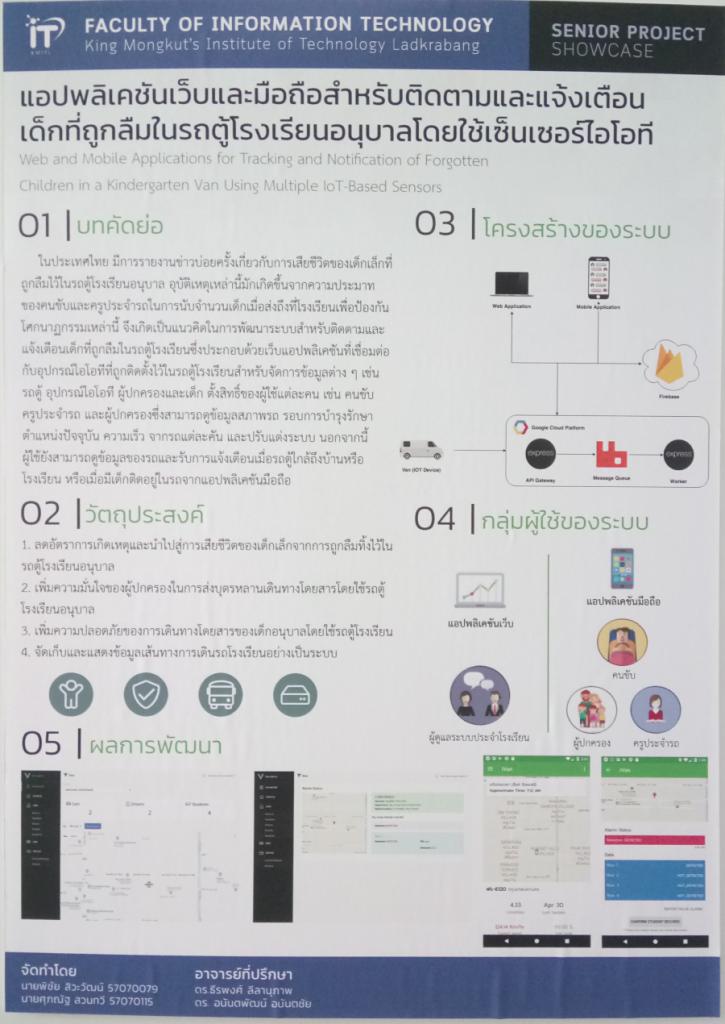 iT
KMITL
FACULTY OF INFORMATION TECHNOLOGY
King Mongkut's Institute of Technology Ladkrabang
SENIOR PROJECT
SHOWCASE
แอปพลิเคชันเว็บและมือถือสำหรับติดตามและแจ้งเตือน
เด็กที่ถูกลืมในรถตู้โรงเรียนอนุบาลโดยใช้เซ็นเซอร์ไอโอที
Web and Mobile Applications for Tracking and Notification of Forgotten
Children in a Kindergarten Van Using Multiple IoT-Based Sensors
01 บทคัดย่อ
ในประเทศไทย มีการรายงานข่าวบ่อยครั้งเกี่ยวกับการเสียชีวิตของเด็กเล็กที่
ถูกลืมไว้ในรถตู้โรงเรียนอนุบาล อุบัติเหตุเหล่านี้มักเกิดขึ้นจากความประมาท
ของคนขับและครูประจำรถในการนับจำนวนเด็กเมื่อส่งถึงที่โรงเรียนเพื่อป้องกัน
โศกนาฏกรรมเหล่านี้ จึงเกิดเป็นแนวคิดในการพัฒนาระบบสำหรับติดตามและ
แจ้งเตือนเด็กที่ถูกลืมในรถตู้โรงเรียนซึ่งประกอบด้วยเว็บแอปพลิเคชันที่เชื่อมต่อ
กับอุปกรณ์ไอโอทีที่ถูกติดตั้งไว้ในรถตู้โรงเรียนสำหรับจัดการข้อมูลต่าง ๆ เช่น
รถตู้ อุปกรณ์ไอโอที ผู้ปกครองและเด็ก ตั้งสิทธิ์ของผู้ใช้แต่ละคน เช่น คนขับ
ครูประจำรถ และผู้ปกครองซึ่งสามารถดูข้อมูลสภาพรถ รอบการบำรุงรักษา
ตำแหน่งปัจจุบัน ความเร็ว จากรถแต่ละคัน และปรับแต่งระบบ นอกจากนี้
ผู้ใช้ยังสามารถดูข้อมูลของรถและรับการแจ้งเตือนเมื่อรถตู้ใกล้ถึงบ้านหรือ
โรงเรียน หรือเมื่อมีเด็กติดอยู่ในรถจากแอปพลิเคชันมือถือ
02 วัตถุประสงค์
1. ลดอัตราการเกิดเหตุและนำไปสู่การเสียชีวิตของเด็กเล็กจากการถูกลืมทิ้งไว้ใน
รถตู้โรงเรียนอนุบาล
2. เพิ่มความมั่นใจของผู้ปกครองในการส่งบุตรหลานเดินทางโดยสารโดยใช้รถตู้
โรงเรียนอนุบาล
3. เพิ่มความปลอดภัยของการเดินทางโดยสารของเด็กอนุบาลโดยใช้รถตู้โรงเรียน
4. จัดเก็บและแสดงข้อมูลเส้นทางการเดินรถโรงเรียนอย่างเป็นระบบ
03 โครงสร้างของระบบ
Web Application
Mobile Application
Firebase
Google Cloud Platform
Van (IOT Device)
express
API Gateway
Message Queue
express
Worker
04 กลุ่มผู้ใช้ของระบบ
แอปพลิเคชันเว็บ
ผู้ดูแลระบบประจำโรงเรียน
แอปพลิเคชันมือถือ
คนขับ
ผู้ปกครอง
ครูประจำรถ
05 ผลการพัฒนา
Cars
2
Drivers
2
Students
4
Alarm Status
iVan
4.33
Apr 30
iVan
Alarm Status
Data
DETECTED
NOT_DETECTED
NOT_DETECTED
NOT_DETECTED
จัดทำโดย
นายพิชัย สิวะวัฒน์ 57070079
นายศุภณัฐ สวนทวี 57070115
อาจารย์ที่ปรึกษา
ดร.ธีรพงศ์ ลีลานุภาพ
ดร. อนันตพัฒน์ อนันตชัย